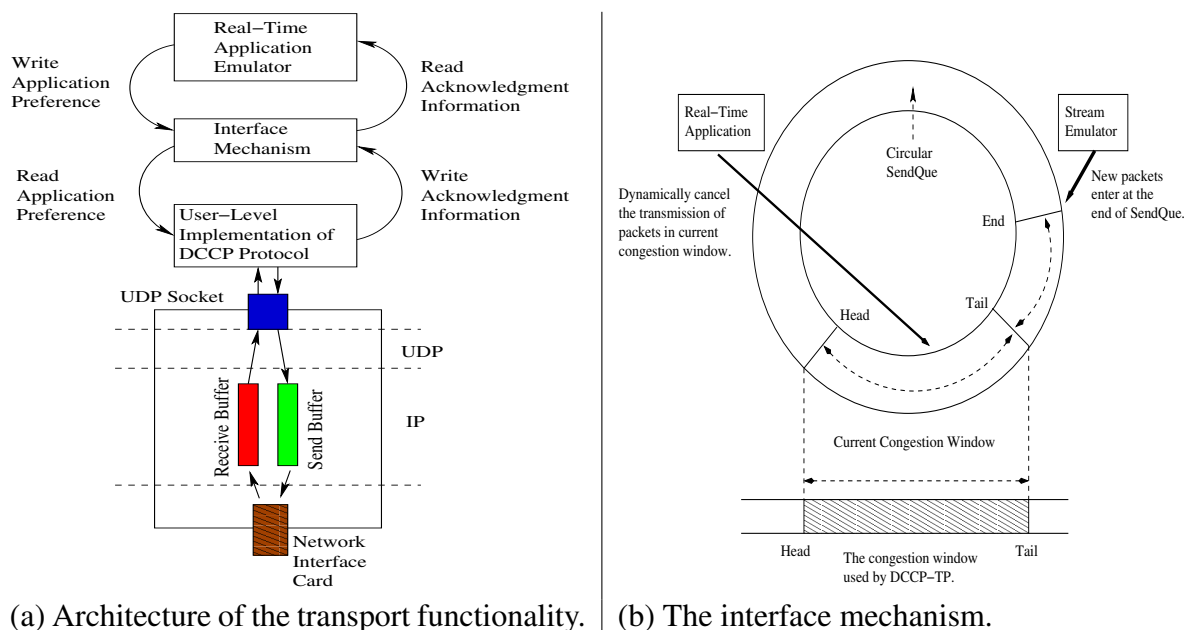 Real−Time
Application
Emulator
Write
Application
Preference
Read
Acknowledgment
Information
Interface
Mechanism
Read
Application
Preference
Write
Acknowledgment
Information
User−Level
Implementation of
DCCP Protocol
UDP Socket
UDP
Receive Buffer
Send Buffer
IP
Network
Interface
Card
(a) Architecture of the transport functionality.
Real−Time
Application
Stream
Emulator
Circular
SendQue
Dynamically cancel
the transmission of
packets in current
congestion window.
New packets
enter at the
end of SendQue.
End
Tail
Head
Current Congestion Window
Head
The congestion window
used by DCCP−TP.
Tail
(b) The interface mechanism.